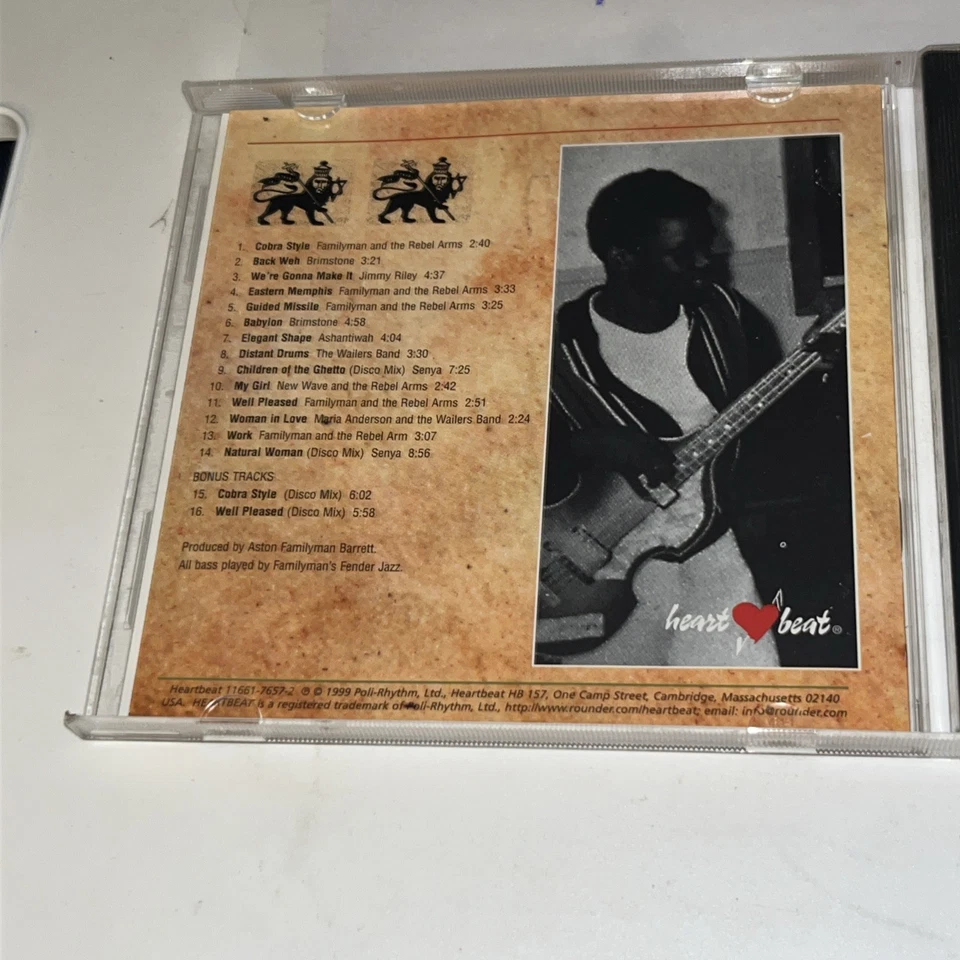 1. Cobra Style Familyman and the Rebel Arms 2:40
2. Back Weh Brimstone 3:21
3. We're Gonna Make It Jimmy Riley 4:37
4. Eastern Memphis Familyman and the Rebel Arms 3:33
5. Guided Missile Familyman and the Rebel Arms 3:25
6. Babylon Brimstone 4:58
7. Elegant Shape Ashantiwah 4:04
8. Distant Drums The Wailers Band 3:30
9. Children of the Ghetto (Disco Mix) Senya 7:25
10. My Girl New Wave and the Rebel Arms 2:42
11. Well Pleased Familyman and the Rebel Arms 2:51
12. Woman in Love Maria Anderson and the Wailers Band 2:24
13. Work Familyman and the Rebel Arm 3:07
14. Natural Woman (Disco Mix) Senya 8:56
BONUS TRACKS
15. Cobra Style (Disco Mix) 6:02
16. Well Pleased (Disco Mix) 5:58
Produced by Aston Familyman Barrett.
All bass played by Familyman's Fender Jazz.
heart beat®
Heartbeat 11661-7657-2 ℗ © 1999 Poli-Rhythm, Ltd., Heartbeat HB 157, One Camp Street, Cambridge, Massachusetts 02140
USA. HEARTBEAT is a registered trademark of Poli-Rhythm, Ltd., http://www.rounder.com/heartbeat; email: info@rounder.com